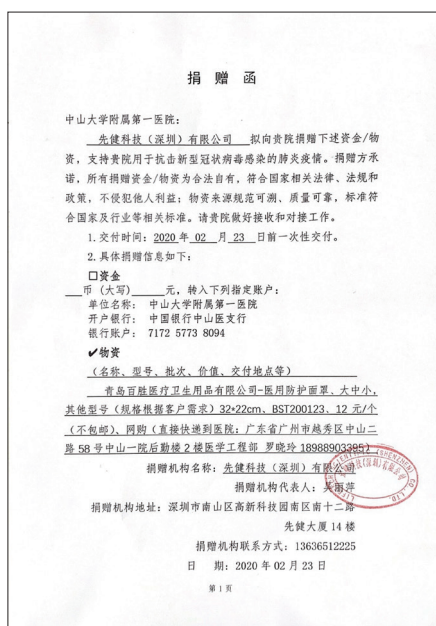 捐 赠 函
中山大学附属第一医院：
先健科技（深圳）有限公司 拟向贵院捐赠下述资金/物
资，支持贵院用于抗击新型冠状病毒感染的肺炎疫情。捐赠方承
诺，所有捐赠资金/物资为合法自有，符合国家相关法律、法规和
政策，不侵犯他人利益；物资来源规范可溯、质量可靠，标准符
合国家及行业等相关标准。请贵院做好接收和对接工作。
1.交付时间：2020 年 02 月 23 日前一次性交付。
2.具体捐赠信息如下：
☐资金
___币（大写）______元，转入下列指定账户：
单位名称： 中山大学附属第一医院
开户银行： 中国银行中山医支行
银行账户： 7172 5773 8094
✔物资
（名称、型号、批次、价值、交付地点等）
青岛百胜医疗卫生用品有限公司-医用防护面罩、大中小，
其他型号（规格根据客户需求）32*22cm、BST200123、12 元/个
（不包邮）、网购（直接快递到医院：广东省广州市越秀区中山二
路 58 号中山一院后勤楼 2 楼医学工程部 罗晓玲 18988903395）
捐赠机构名称：先健科技（深圳）有限公司
捐赠机构代表人：吴丽萍
捐赠机构地址：深圳市南山区高新科技园南区南十二路
先健大厦 14 楼
捐赠机构联系方式：13636512225
日 期：2020 年 02 月 23 日
第 1 页